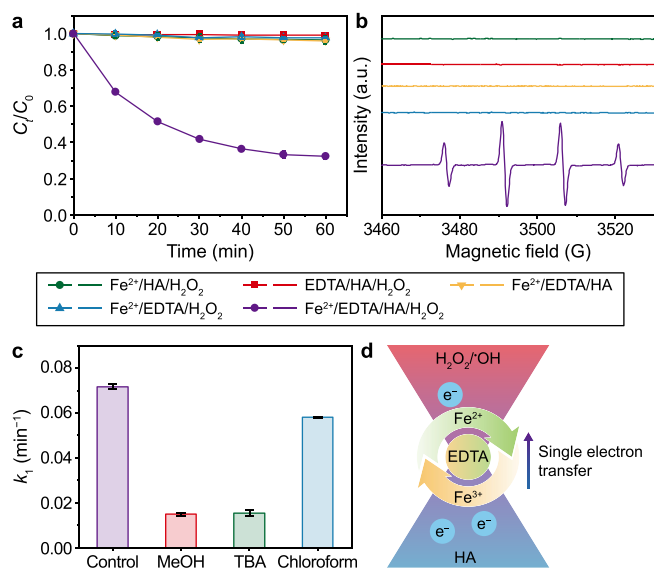 a
b
C_t/C_0
1.0
0.8
0.6
0.4
0.2
0.0
0 10 20 30 40 50 60
Time (min)
Intensity (a.u.)
3460 3480 3500 3520
Magnetic field (G)
Fe²⁺/HA/H₂O₂ EDTA/HA/H₂O₂ Fe²⁺/EDTA/HA
Fe²⁺/EDTA/H₂O₂ Fe²⁺/EDTA/HA/H₂O₂
c
d
k₁ (min⁻¹)
0.08
0.06
0.04
0.02
0.00
Control MeOH TBA Chloroform
H₂O₂/•OH
e⁻
Fe²⁺
EDTA
Fe³⁺
e⁻ e⁻
HA
Single electron
transfer